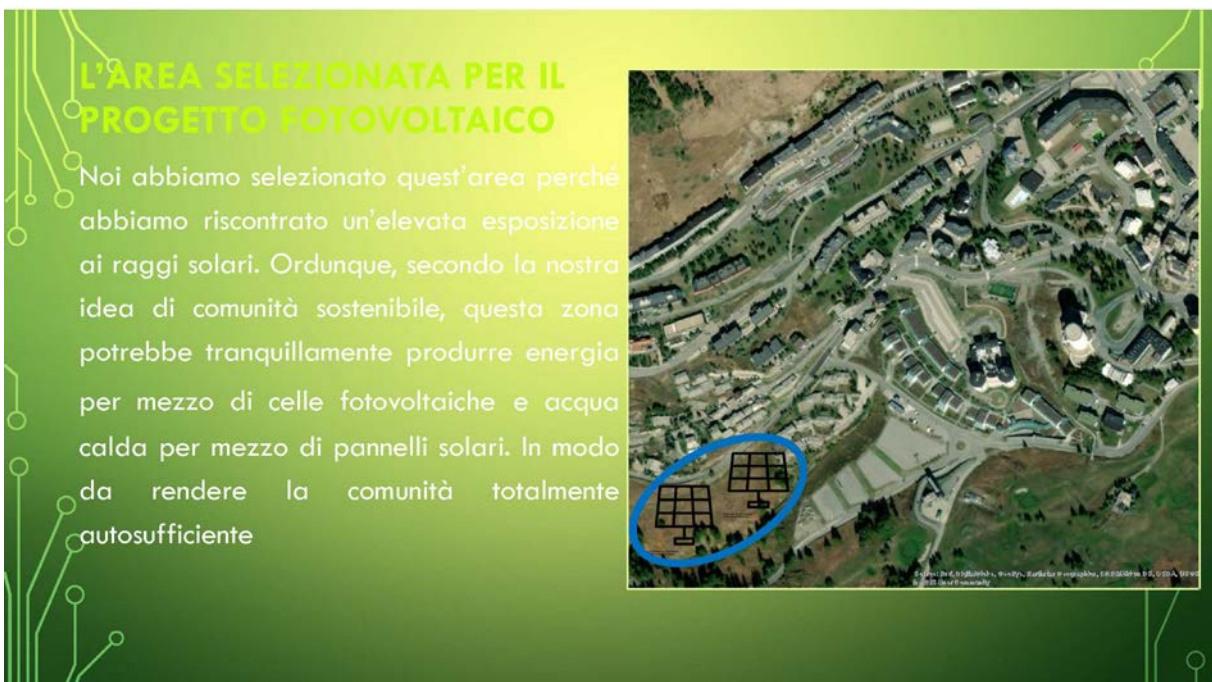 L'AREA SELEZIONATA PER IL
PROGETTO FOTOVOLTAICO
Noi abbiamo selezionato quest'area perché
abbiamo riscontrato un'elevata esposizione
ai raggi solari. Ordunque, secondo la nostra
idea di comunità sostenibile, questa zona
potrebbe tranquillamente produrre energia
per mezzo di celle fotovoltaiche e acqua
calda per mezzo di pannelli solari. In modo
da rendere la comunità totalmente
autosufficiente